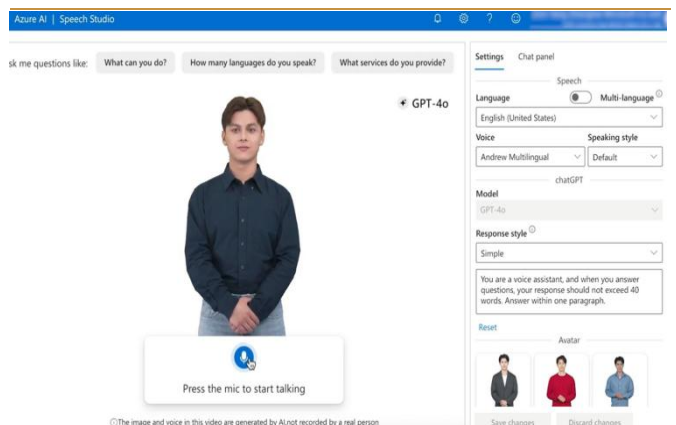 Azure AI | Speech Studio
sk me questions like:
What can you do?
How many languages do you speak?
What services do you provide?
GPT-4o
Press the mic to start talking
The image and voice in this video are generated by AI,not recorded by a real person
Settings Chat panel
Speech
Language Multi-language
English (United States)
Voice Speaking style
Andrew Multilingual Default
chatGPT
Model
GPT-4o
Response style
Simple
You are a voice assistant, and when you answer
questions, your response should not exceed 40
words. Answer within one paragraph.
Reset
Avatar
Save changes Discard changes